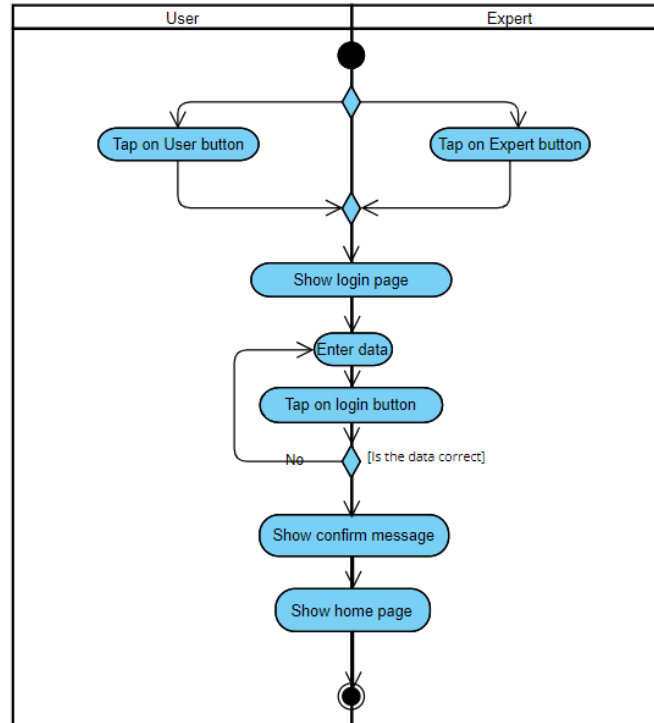 User
Expert
Tap on User button
Tap on Expert button
Show login page
Enter data
Tap on login button
No
[Is the data correct]
Show confirm message
Show home page